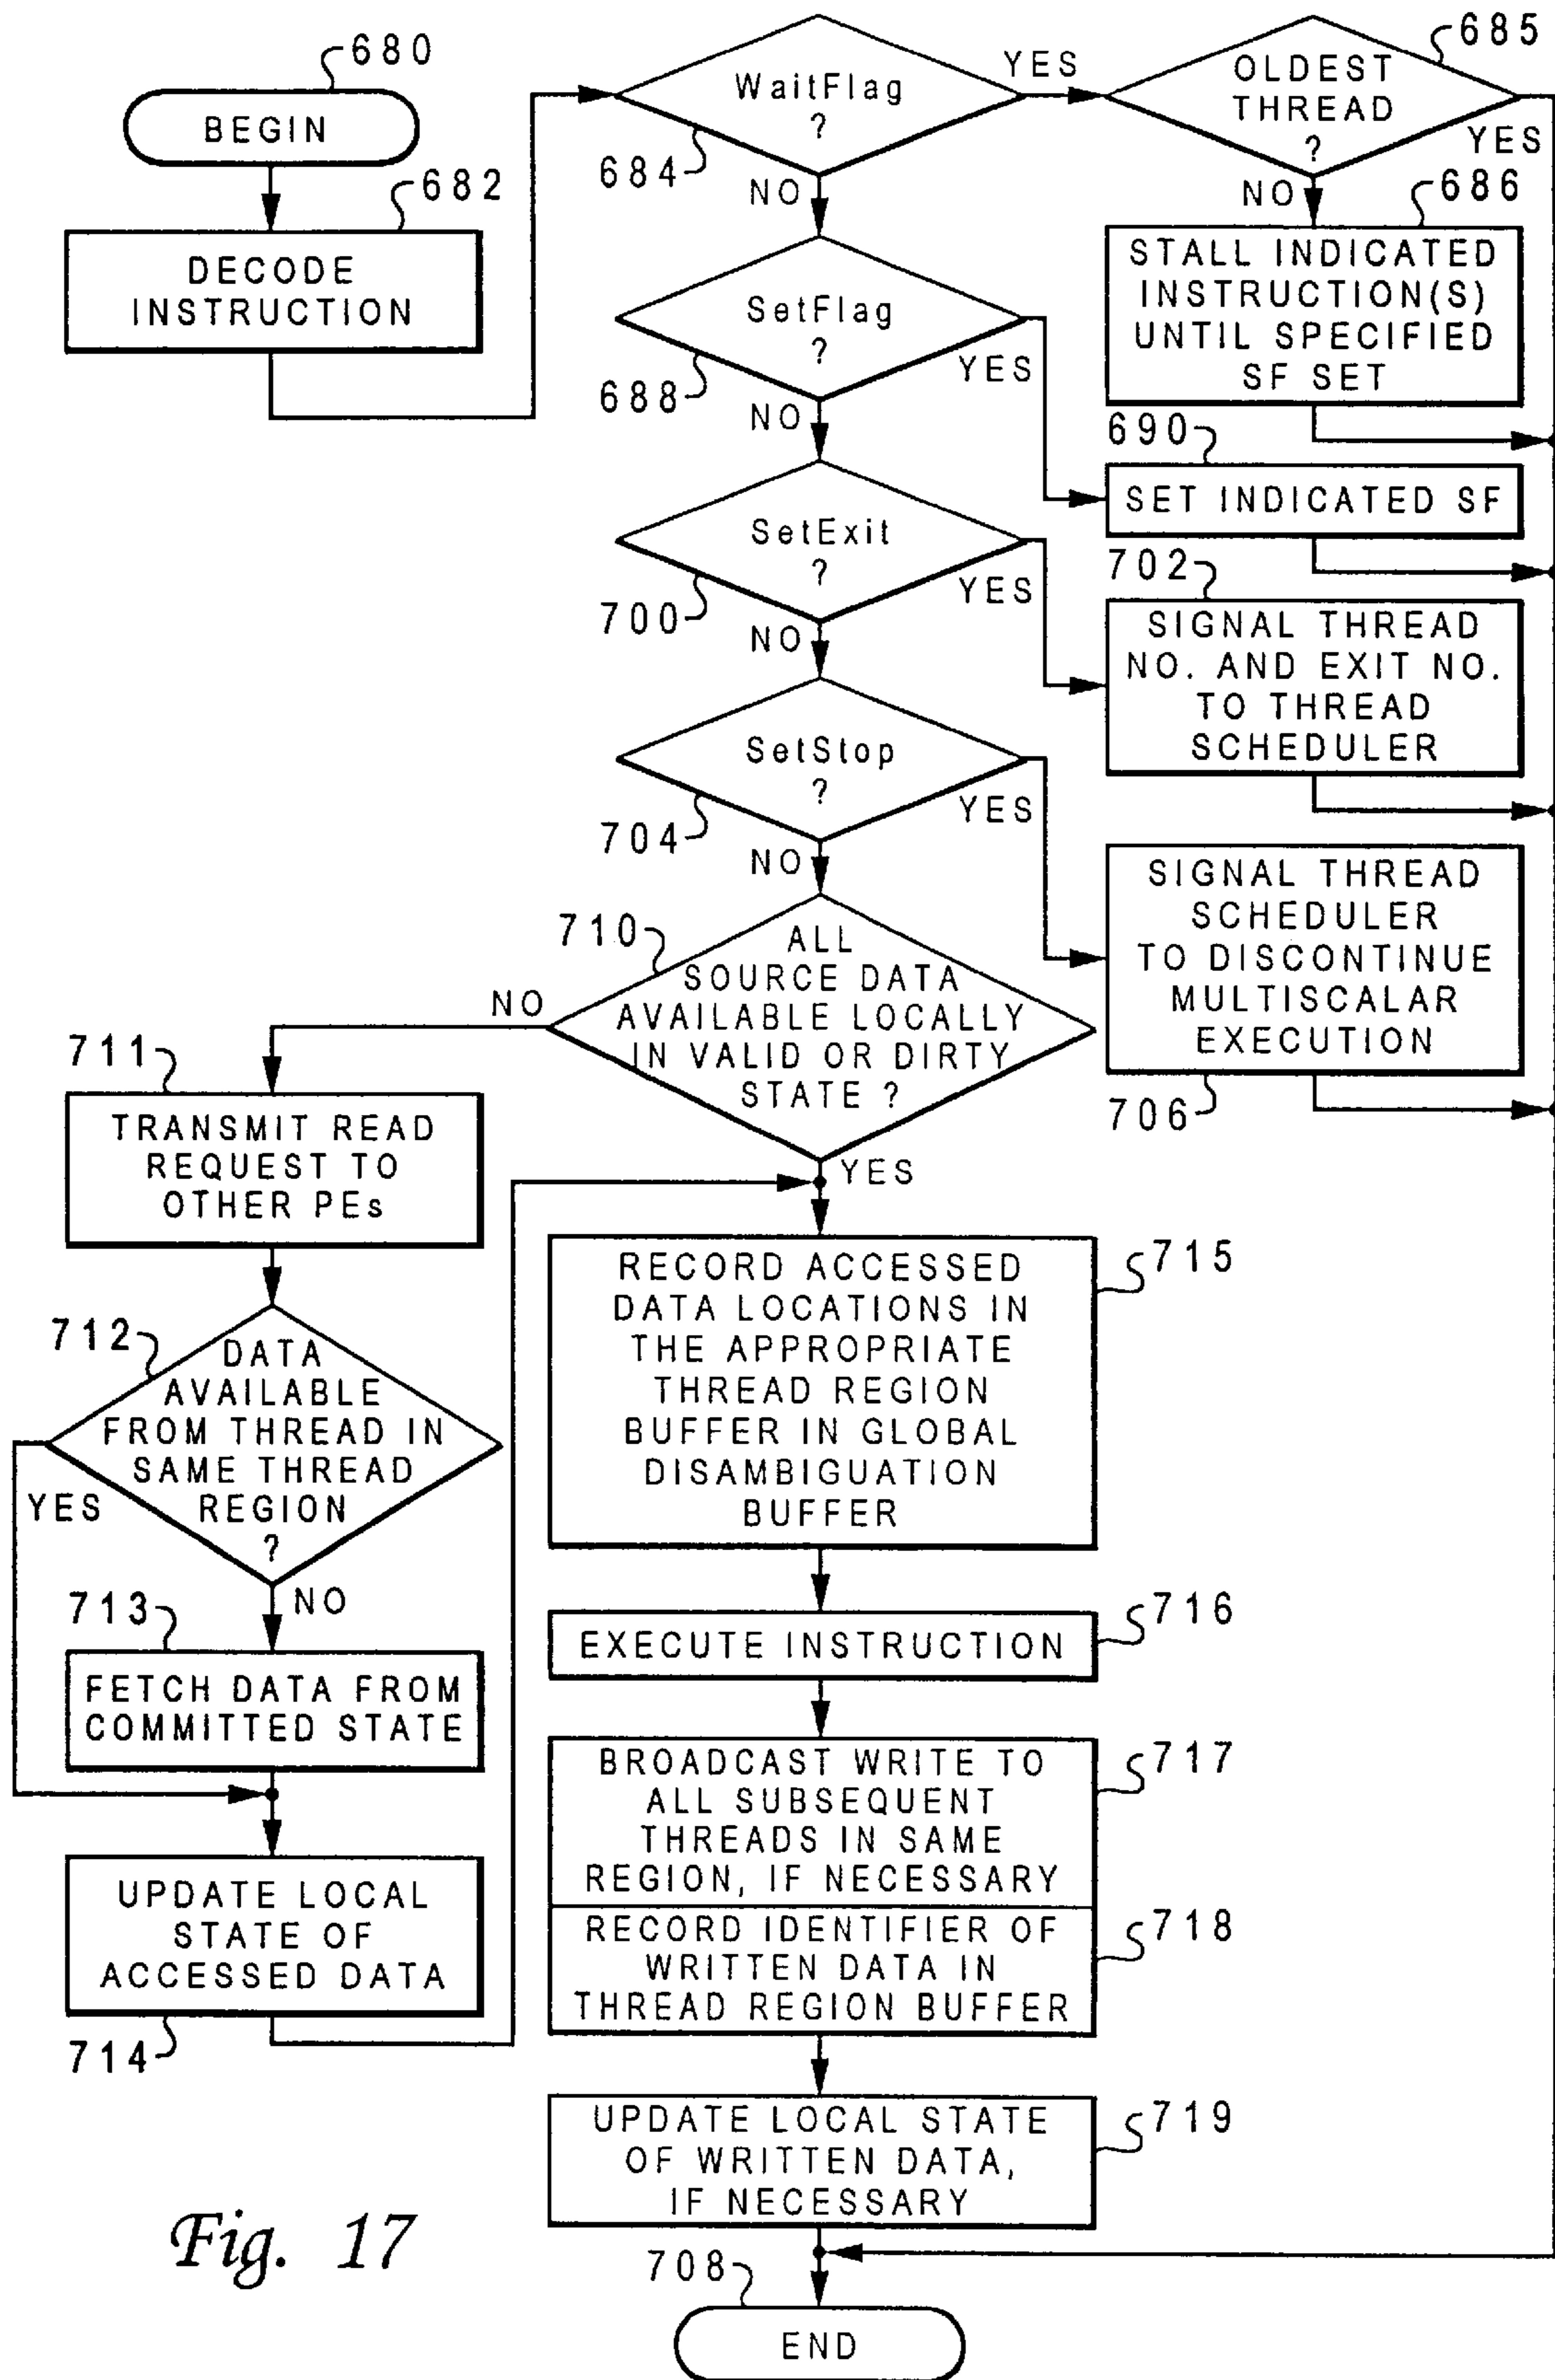 680
BEGIN
682
DECODE
INSTRUCTION
WaitFlag
?
684
YES
NO
685
OLDEST
THREAD
?
YES
NO
686
STALL INDICATED
INSTRUCTION(S)
UNTIL SPECIFIED
SF SET
SetFlag
?
688
YES
NO
690
SET INDICATED SF
SetExit
?
700
YES
NO
702
SIGNAL THREAD
NO. AND EXIT NO.
TO THREAD
SCHEDULER
SetStop
?
704
YES
NO
SIGNAL THREAD
SCHEDULER
TO DISCONTINUE
MULTISCALAR
EXECUTION
706
710
ALL
SOURCE DATA
AVAILABLE LOCALLY
IN VALID OR DIRTY
STATE ?
NO
YES
711
TRANSMIT READ
REQUEST TO
OTHER PEs
712
DATA
AVAILABLE
FROM THREAD IN
SAME THREAD
REGION
?
YES
NO
713
FETCH DATA FROM
COMMITTED STATE
UPDATE LOCAL
STATE OF
ACCESSED DATA
714
RECORD ACCESSED
DATA LOCATIONS IN
THE APPROPRIATE
THREAD REGION
BUFFER IN GLOBAL
DISAMBIGUATION
BUFFER
715
EXECUTE INSTRUCTION
716
BROADCAST WRITE TO
ALL SUBSEQUENT
THREADS IN SAME
REGION, IF NECESSARY
717
RECORD IDENTIFIER OF
WRITTEN DATA IN
THREAD REGION BUFFER
718
UPDATE LOCAL STATE
OF WRITTEN DATA,
IF NECESSARY
719
708
END
Fig. 17